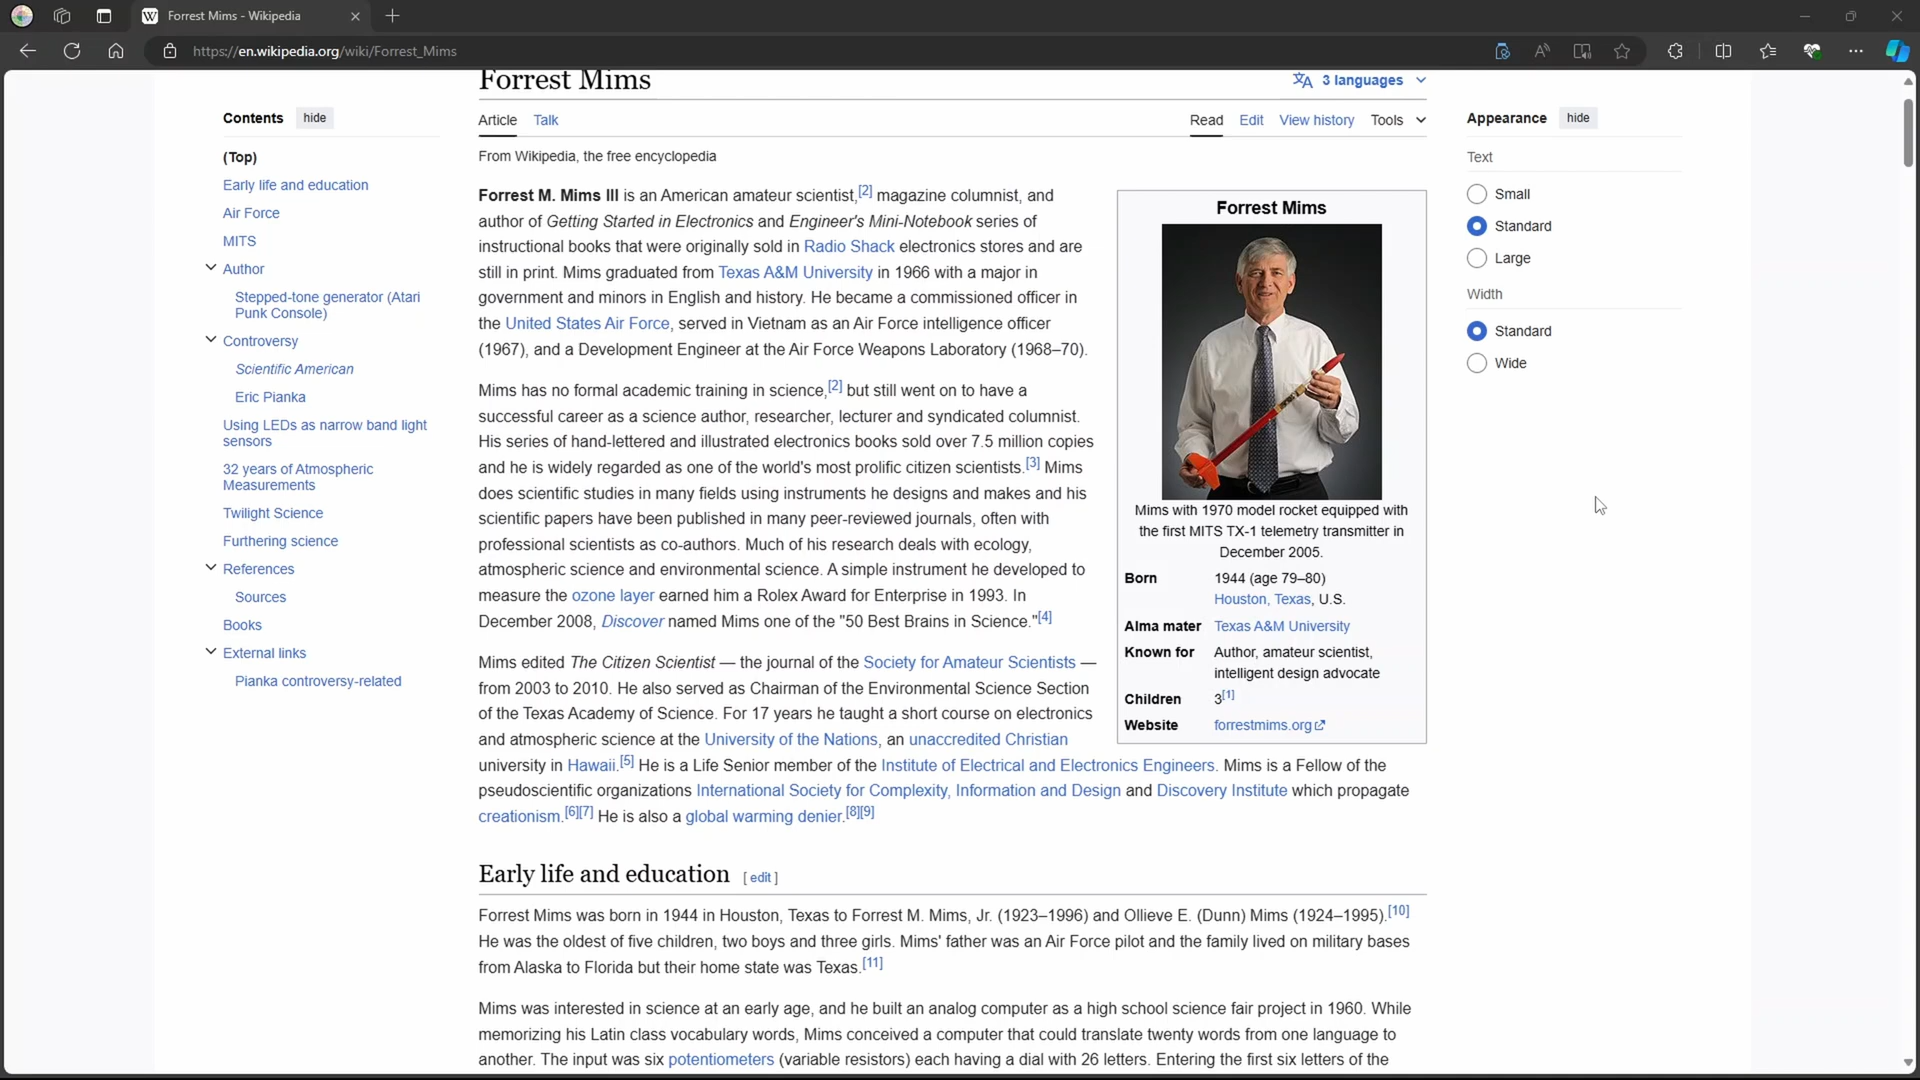 Forrest Mims - Wikipedia
https://en.wikipedia.org/wiki/Forrest_Mims
Forrest Mims
3 languages
Contents hide
(Top)
Early life and education
Air Force
MITS
Author
Stepped-tone generator (Atari
Punk Console)
Controversy
Scientific American
Eric Pianka
Using LEDs as narrow band light
sensors
32 years of Atmospheric
Measurements
Twilight Science
Furthering science
References
Sources
Books
External links
Pianka controversy-related
Article Talk
Read Edit View history Tools
From Wikipedia, the free encyclopedia
Forrest M. Mims III is an American amateur scientist,[2] magazine columnist, and
author of Getting Started in Electronics and Engineer's Mini-Notebook series of
instructional books that were originally sold in Radio Shack electronics stores and are
still in print. Mims graduated from Texas A&M University in 1966 with a major in
government and minors in English and history. He became a commissioned officer in
the United States Air Force, served in Vietnam as an Air Force intelligence officer
(1967), and a Development Engineer at the Air Force Weapons Laboratory (1968–70).
Mims has no formal academic training in science,[2] but still went on to have a
successful career as a science author, researcher, lecturer and syndicated columnist.
His series of hand-lettered and illustrated electronics books sold over 7.5 million copies
and he is widely regarded as one of the world's most prolific citizen scientists.[3] Mims
does scientific studies in many fields using instruments he designs and makes and his
scientific papers have been published in many peer-reviewed journals, often with
professional scientists as co-authors. Much of his research deals with ecology,
atmospheric science and environmental science. A simple instrument he developed to
measure the ozone layer earned him a Rolex Award for Enterprise in 1993. In
December 2008, Discover named Mims one of the "50 Best Brains in Science."[4]
Mims edited The Citizen Scientist — the journal of the Society for Amateur Scientists —
from 2003 to 2010. He also served as Chairman of the Environmental Science Section
of the Texas Academy of Science. For 17 years he taught a short course on electronics
and atmospheric science at the University of the Nations, an unaccredited Christian
university in Hawaii.[5] He is a Life Senior member of the Institute of Electrical and Electronics Engineers. Mims is a Fellow of the
pseudoscientific organizations International Society for Complexity, Information and Design and Discovery Institute which propagate
creationism.[6][7] He is also a global warming denier.[8][9]
Forrest Mims
Mims with 1970 model rocket equipped with
the first MITS TX-1 telemetry transmitter in
December 2005.
Born 1944 (age 79–80)
Houston, Texas, U.S.
Alma mater Texas A&M University
Known for Author, amateur scientist,
intelligent design advocate
Children 3[1]
Website forrestmims.org
Early life and education [ edit ]
Forrest Mims was born in 1944 in Houston, Texas to Forrest M. Mims, Jr. (1923–1996) and Ollieve E. (Dunn) Mims (1924–1995).[10]
He was the oldest of five children, two boys and three girls. Mims' father was an Air Force pilot and the family lived on military bases
from Alaska to Florida but their home state was Texas.[11]
Mims was interested in science at an early age, and he built an analog computer as a high school science fair project in 1960. While
memorizing his Latin class vocabulary words, Mims conceived a computer that could translate twenty words from one language to
another. The input was six potentiometers (variable resistors) each having a dial with 26 letters. Entering the first six letters of the
Appearance hide
Text
Small
Standard
Large
Width
Standard
Wide